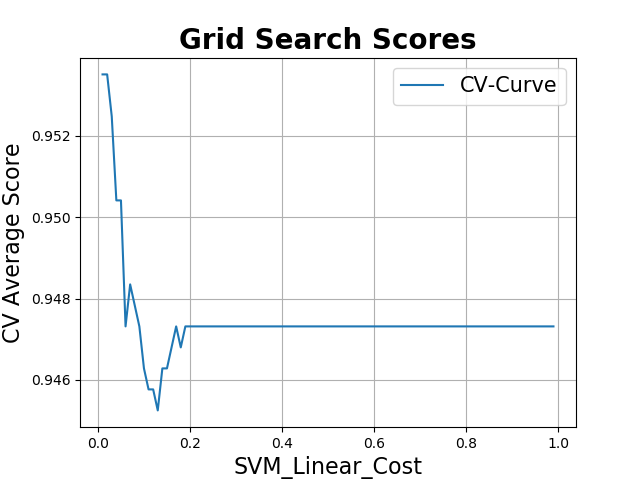 Grid Search Scores
CV-Curve
CV Average Score
0.952
0.950
0.948
0.946
0.0 0.2 0.4 0.6 0.8 1.0
SVM_Linear_Cost